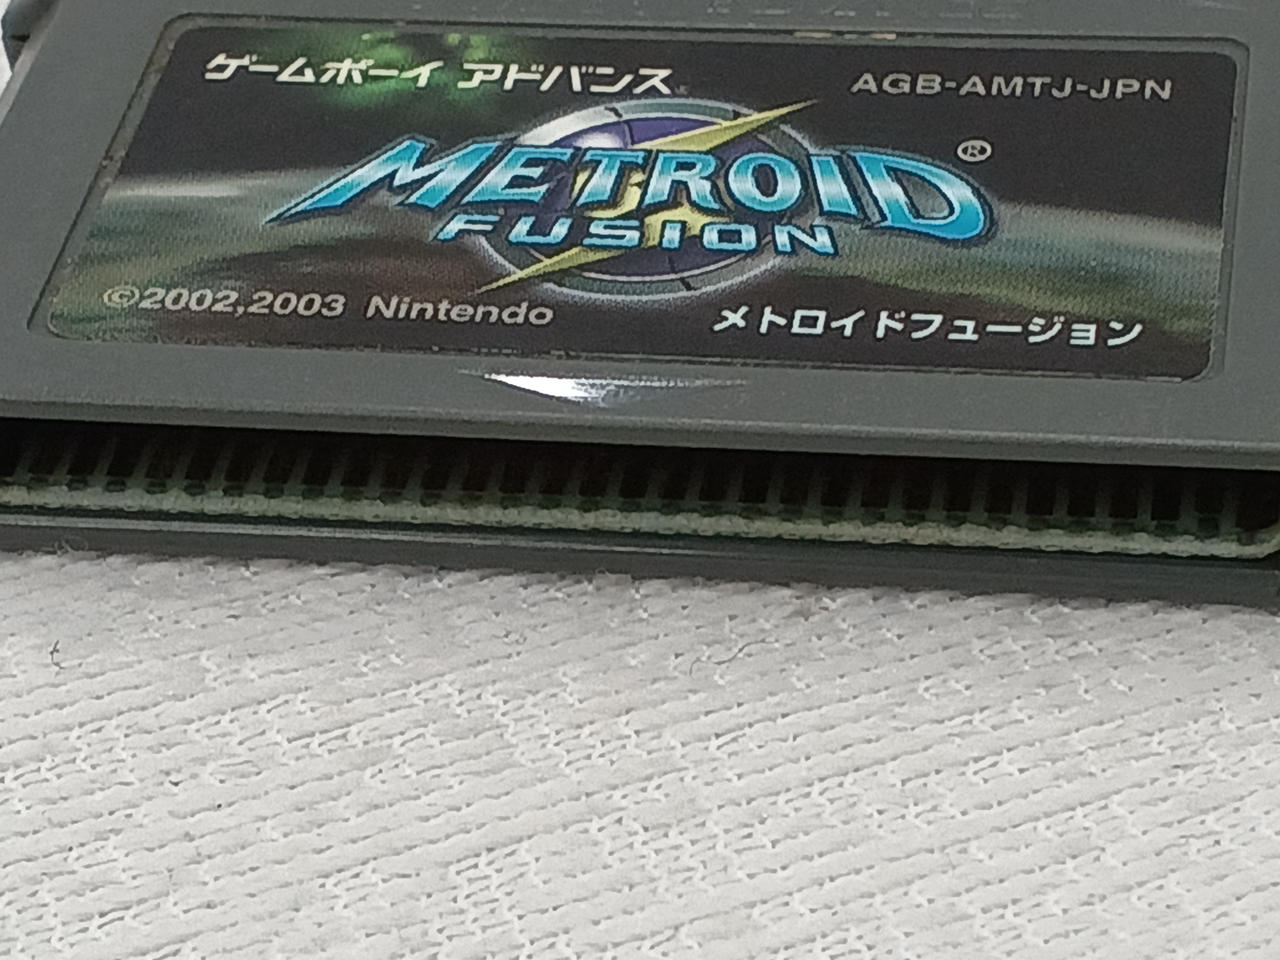 ゲームボーイ アドバンス
AGB-AMTJ-JPN
METROID®
FUSION
©2002,2003 Nintendo
メトロイドフュージョン